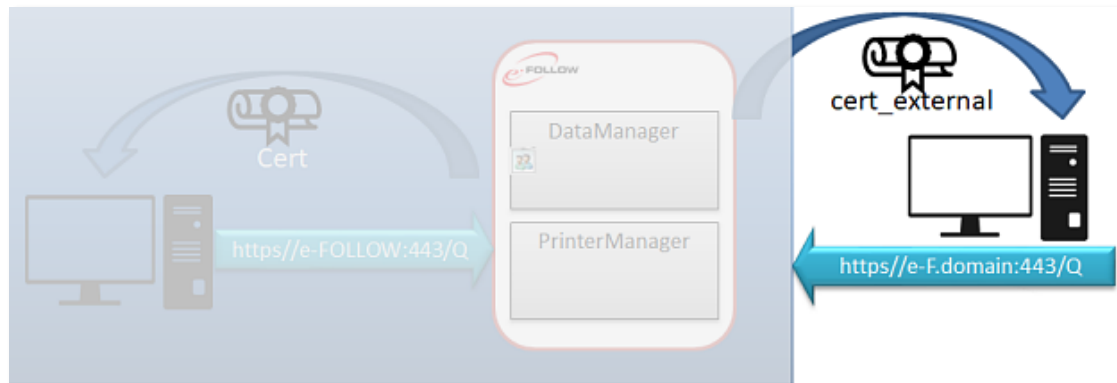 e-FOLLOW
cert_external
DataManager
Cert
PrinterManager
https//e-FOLLOW:443/Q
https//e-F.domain:443/Q